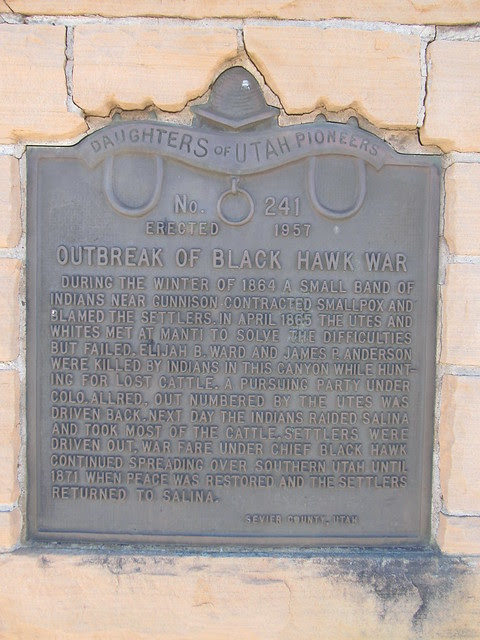 DAUGHTERS OF UTAH PIONEERS
No. 241
ERECTED 1957
OUTBREAK OF BLACK HAWK WAR
DURING THE WINTER OF 1864 A SMALL BAND OF
INDIANS NEAR GUNNISON CONTRACTED SMALLPOX AND
BLAMED THE SETTLERS. IN APRIL 1865 THE UTES AND
WHITES MET AT MANTI TO SOLVE THE DIFFICULTIES
BUT FAILED. ELIJAH B. WARD AND JAMES P. ANDERSON
WERE KILLED BY INDIANS IN THIS CANYON WHILE HUNT-
ING FOR LOST CATTLE. A PURSUING PARTY UNDER
COLO. ALLRED, OUT NUMBERED BY THE UTES WAS
DRIVEN BACK. NEXT DAY THE INDIANS RAIDED SALINA
AND TOOK MOST OF THE CATTLE. SETTLERS WERE
DRIVEN OUT. WAR FARE UNDER CHIEF BLACK HAWK
CONTINUED SPREADING OVER SOUTHERN UTAH UNTIL
1871 WHEN PEACE WAS RESTORED AND THE SETTLERS
RETURNED TO SALINA.
SEVIER COUNTY, UTAH